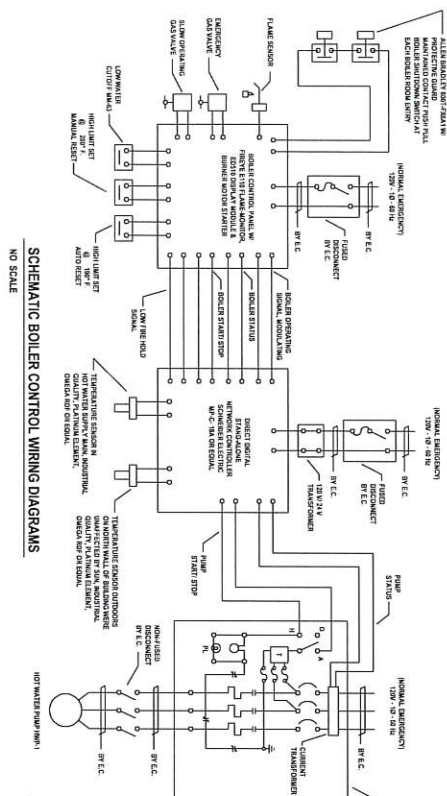 ALLEN BRADLEY 800T-FXA1 W/
PROTECTIVE GUARD
MAINTAINED CONTACT PUSH PULL
BOILER SHUTDOWN SWITCH AT
EACH BOILER ROOM ENTRY
FLAME SENSOR
EMERGENCY
GAS VALVE
SLOW OPERATING
GAS VALVE
LOW WATER
CUTOFF MM-63
HIGH LIMIT SET
@ 200° F.
MANUAL RESET
HIGH LIMIT SET
@ 190° F.
AUTO RESET
(NORMAL EMERGENCY)
120V - 1Ø - 60 Hz
BY E.C.
FUSED
DISCONNECT
BY E.C.
BY E.C.
BOILER CONTROL PANEL W/
FIREYE E110 FLAME-MONITOR,
ED510 DISPLAY MODULE &
BURNER MOTOR STARTER
BOILER OPERATING
SIGNAL, MODULATING
BOILER STATUS
BOILER START/ STOP
LOW FIRE HOLD
SIGNAL
(NORMAL EMERGENCY)
120V - 1Ø - 60 Hz
BY E.C.
FUSED
DISCONNECT
BY E.C.
BY E.C.
120 V/ 24 V
TRANSFORMER
DIRECT DIGITAL
STAND-ALONE
NETWORK CONTROLLER
SCHNEIDER ELECTRIC
MP-C- 18A OR EQUAL
TEMPERATURE SENSOR IN
HOT WATER SUPPLY MAIN, INDUSTRIAL
QUALITY, PLATINUM ELEMENT,
OMEGA RDF OR EQUAL
TEMPERATURE SENSOR OUTDOORS
ON NORTH WALL OF BUILDING WERE
UNAFFECTED BY SUN, INDUSTRIAL
QUALITY, PLATINUM ELEMENT,
OMEGA RDF OR EQUAL
PUMP
START/ STOP
PUMP
STATUS
(NORMAL EMERGENCY)
120V - 1Ø - 60 Hz
BY E.C.
CURRENT
TRANSFORMER
H
O
A
T
PL
BY E.C.
NON-FUSED
DISCONNECT
BY E.C.
BY E.C.
HOT WATER PUMP HWP-1
SCHEMATIC BOILER CONTROL WIRING DIAGRAMS
NO SCALE